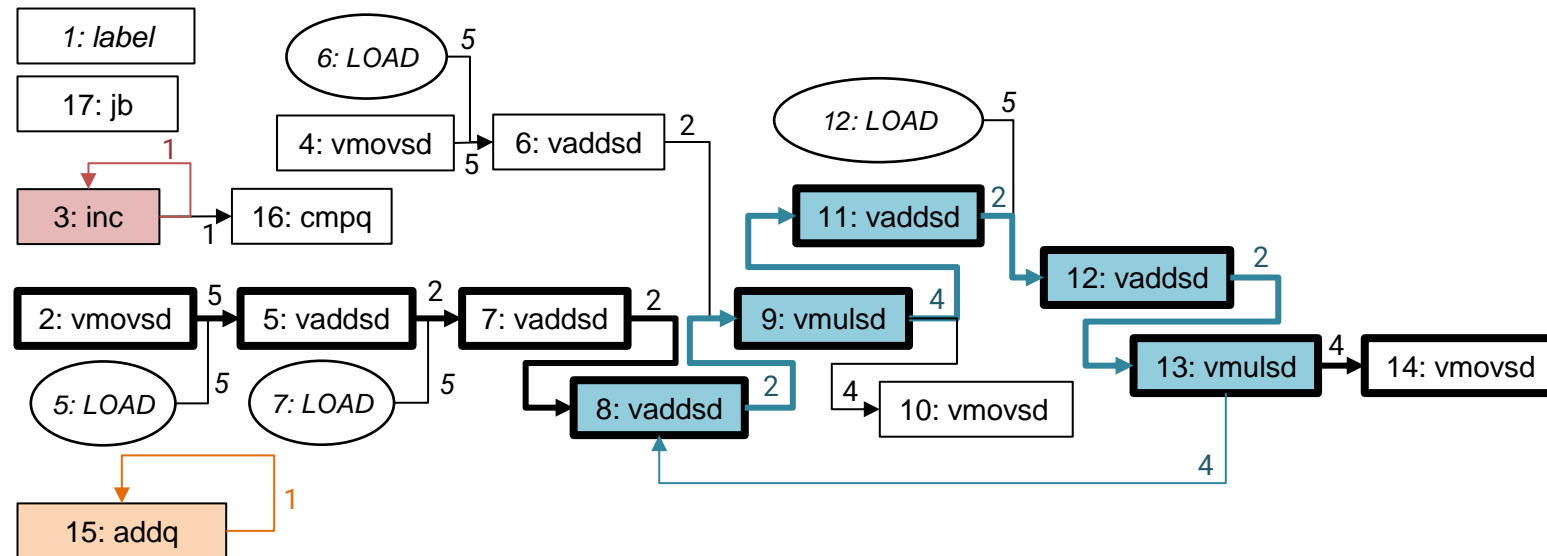 1: label
17: jb
6: LOAD
5
4: vmovsd
5
6: vaddsd
2
12: LOAD
5
1
3: inc
1
16: cmpq
11: vaddsd
2
12: vaddsd
2
2: vmovsd
5
5: vaddsd
2
7: vaddsd
2
9: vmulsd
4
13: vmulsd
4
14: vmovsd
5: LOAD
5
7: LOAD
5
8: vaddsd
2
4
10: vmovsd
4
1
15: addq